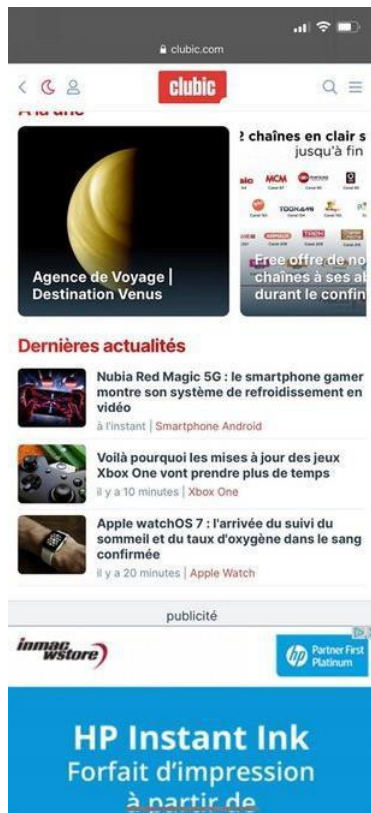 clubic.com
clubic
A la une
2 chaînes en clair s
jusqu'à fin
MCM
TOONAMI
Agence de Voyage |
Destination Venus
Free offre de no
chaînes à ses ab
durant le confin
Dernières actualités
Nubia Red Magic 5G : le smartphone gamer
montre son système de refroidissement en
vidéo
à l'instant | Smartphone Android
Voilà pourquoi les mises à jour des jeux
Xbox One vont prendre plus de temps
il y a 10 minutes | Xbox One
Apple watchOS 7 : l'arrivée du suivi du
sommeil et du taux d'oxygène dans le sang
confirmée
il y a 20 minutes | Apple Watch
publicité
inmac
wstore
hp Partner First
Platinum
HP Instant Ink
Forfait d'impression
à partir de